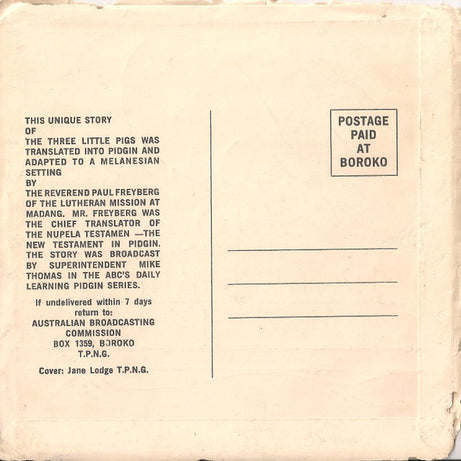 THIS UNIQUE STORY
OF
THE THREE LITTLE PIGS WAS
TRANSLATED INTO PIDGIN AND
ADAPTED TO A MELANESIAN
SETTING
BY
THE REVEREND PAUL FREYBERG
OF THE LUTHERAN MISSION AT
MADANG. MR. FREYBERG WAS
THE CHIEF TRANSLATOR OF
THE NUPELA TESTAMEN —THE
NEW TESTAMENT IN PIDGIN.
THE STORY WAS BROADCAST
BY SUPERINTENDENT MIKE
THOMAS IN THE ABC'S DAILY
LEARNING PIDGIN SERIES.
If undelivered within 7 days
return to:
AUSTRALIAN BROADCASTING
COMMISSION
BOX 1359, BOROKO
T.P.N.G.
Cover: Jane Lodge T.P.N.G.
POSTAGE
PAID
AT
BOROKO